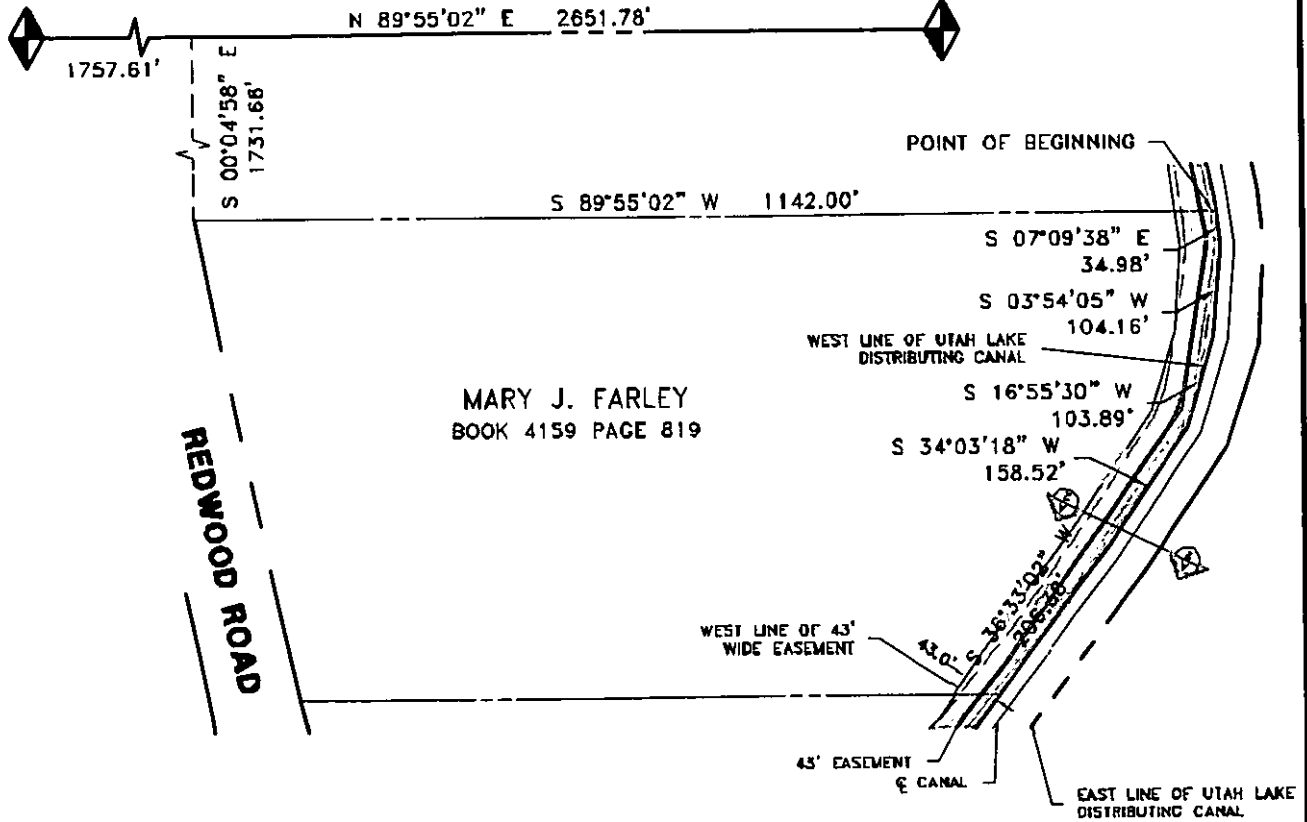 N 89°55'02" E 2651.78'
1757.61'
S 00°04'58" E
1731.68'
POINT OF BEGINNING
S 89°55'02" W 1142.00'
S 07°09'38" E
34.98'
S 03°54'05" W
104.16'
WEST LINE OF UTAH LAKE
DISTRIBUTING CANAL
S 16°55'30" W
103.89'
MARY J. FARLEY
BOOK 4159 PAGE 819
S 34°03'18" W
158.52'
REDWOOD ROAD
S 36°33'02" W
WEST LINE OF 43'
WIDE EASEMENT
43.0'
43' EASEMENT
℄ CANAL
EAST LINE OF UTAH LAKE
DISTRIBUTING CANAL